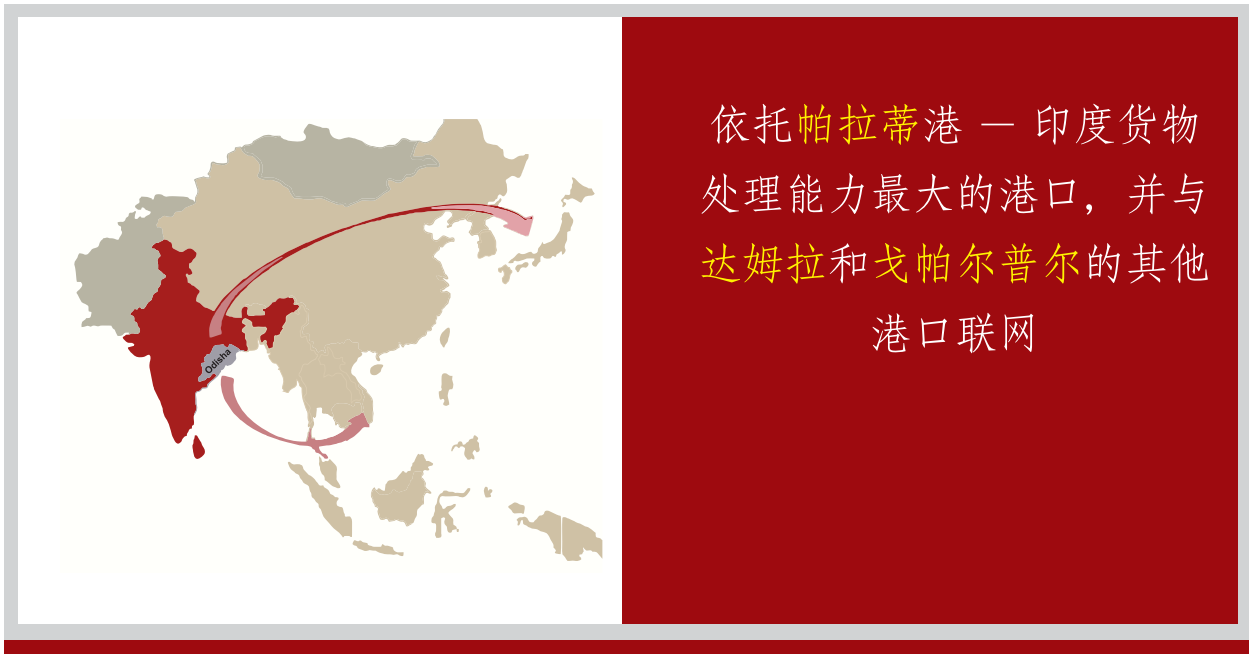 依托帕拉蒂港 — 印度货物
处理能力最大的港口，并与
达姆拉和戈帕尔普尔的其他
港口联网
Odisha